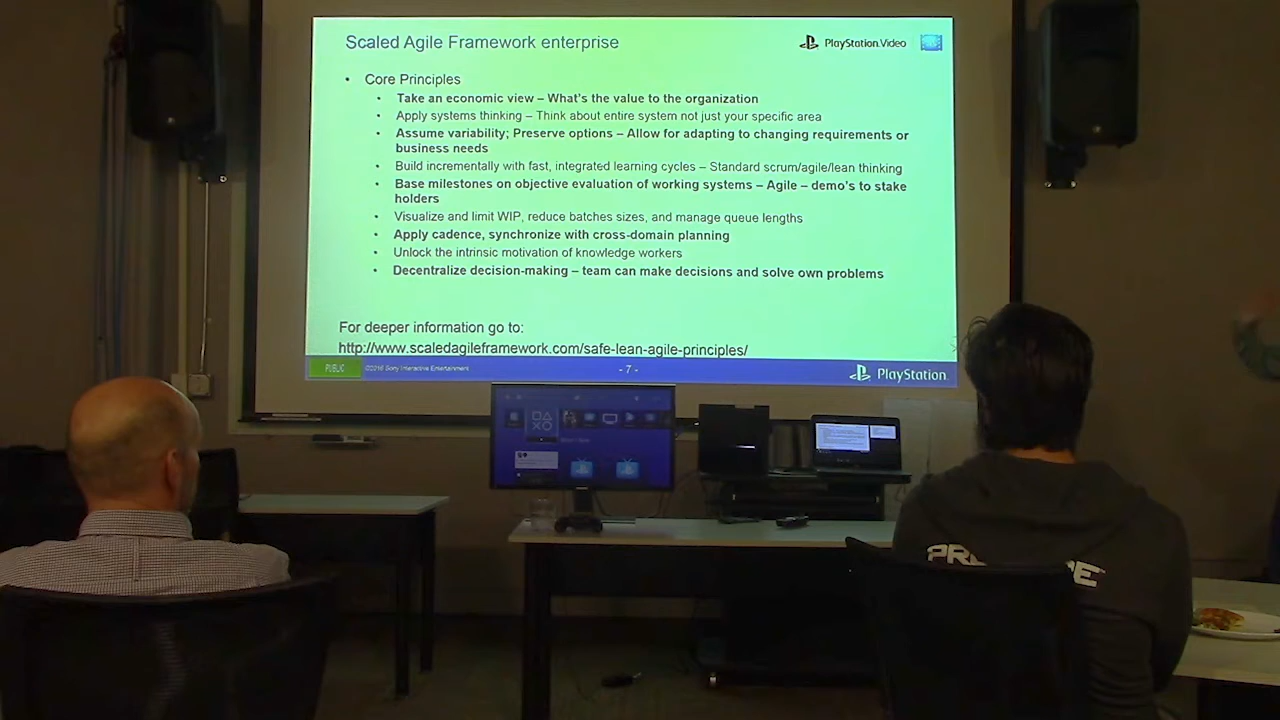 Scaled Agile Framework enterprise
PlayStation.Video
• Core Principles
• Take an economic view – What's the value to the organization
• Apply systems thinking – Think about entire system not just your specific area
• Assume variability; Preserve options – Allow for adapting to changing requirements or
business needs
• Build incrementally with fast, integrated learning cycles – Standard scrum/agile/lean thinking
• Base milestones on objective evaluation of working systems – Agile – demo's to stake
holders
• Visualize and limit WIP, reduce batches sizes, and manage queue lengths
• Apply cadence, synchronize with cross-domain planning
• Unlock the intrinsic motivation of knowledge workers
• Decentralize decision-making – team can make decisions and solve own problems
For deeper information go to:
http://www.scaledagileframework.com/safe-lean-agile-principles/
PUBLIC
©2016 Sony Interactive Entertainment
- 7 -
PlayStation.